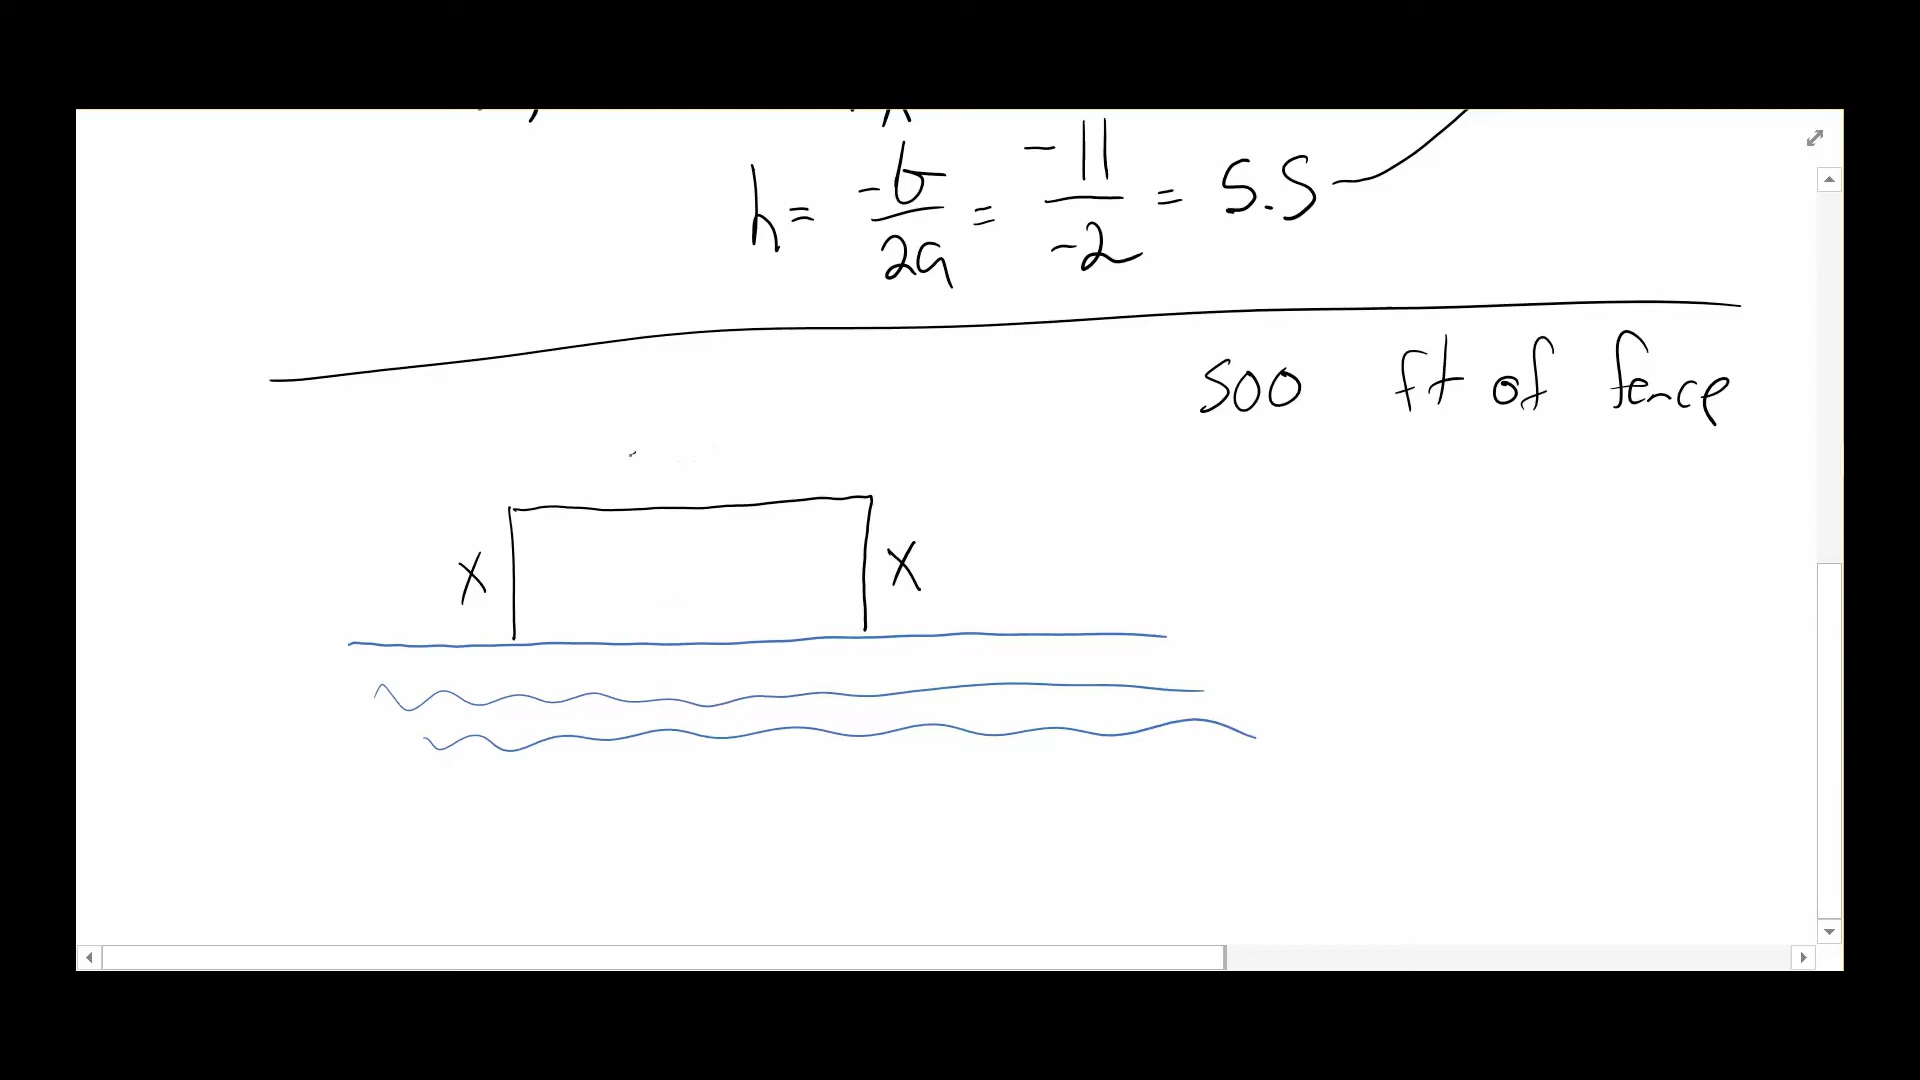 h = -b/2a = -11/-2 = 5.5
500 ft of fence
x x